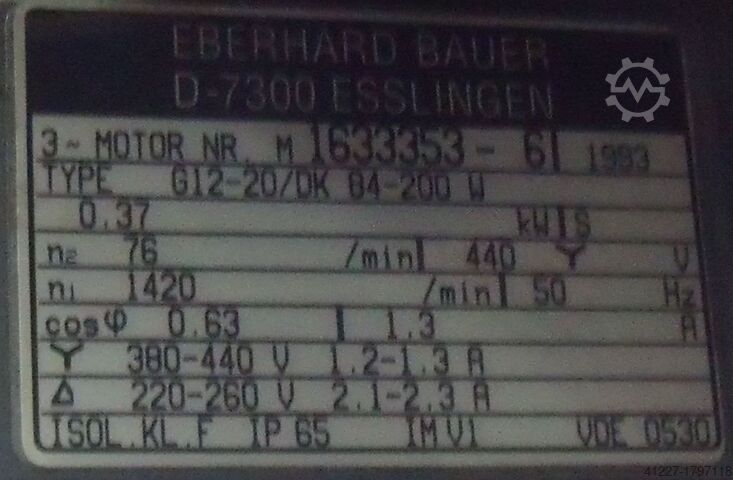 EBERHARD BAUER
D-7300 ESSLINGEN
3~ MOTOR NR. M 1633353-6 1993
TYPE G12-20/DK 84-200 W
0.37 kW S
n₂ 76 /min 440 Y V
n₁ 1420 /min 50 Hz
cosφ 0.63 1.3 A
Y 380-440 V 1.2-1.3 A
Δ 220-260 V 2.1-2.3 A
ISOL.KL.F IP 65 IM V1 VDE 0530
41227-1797118